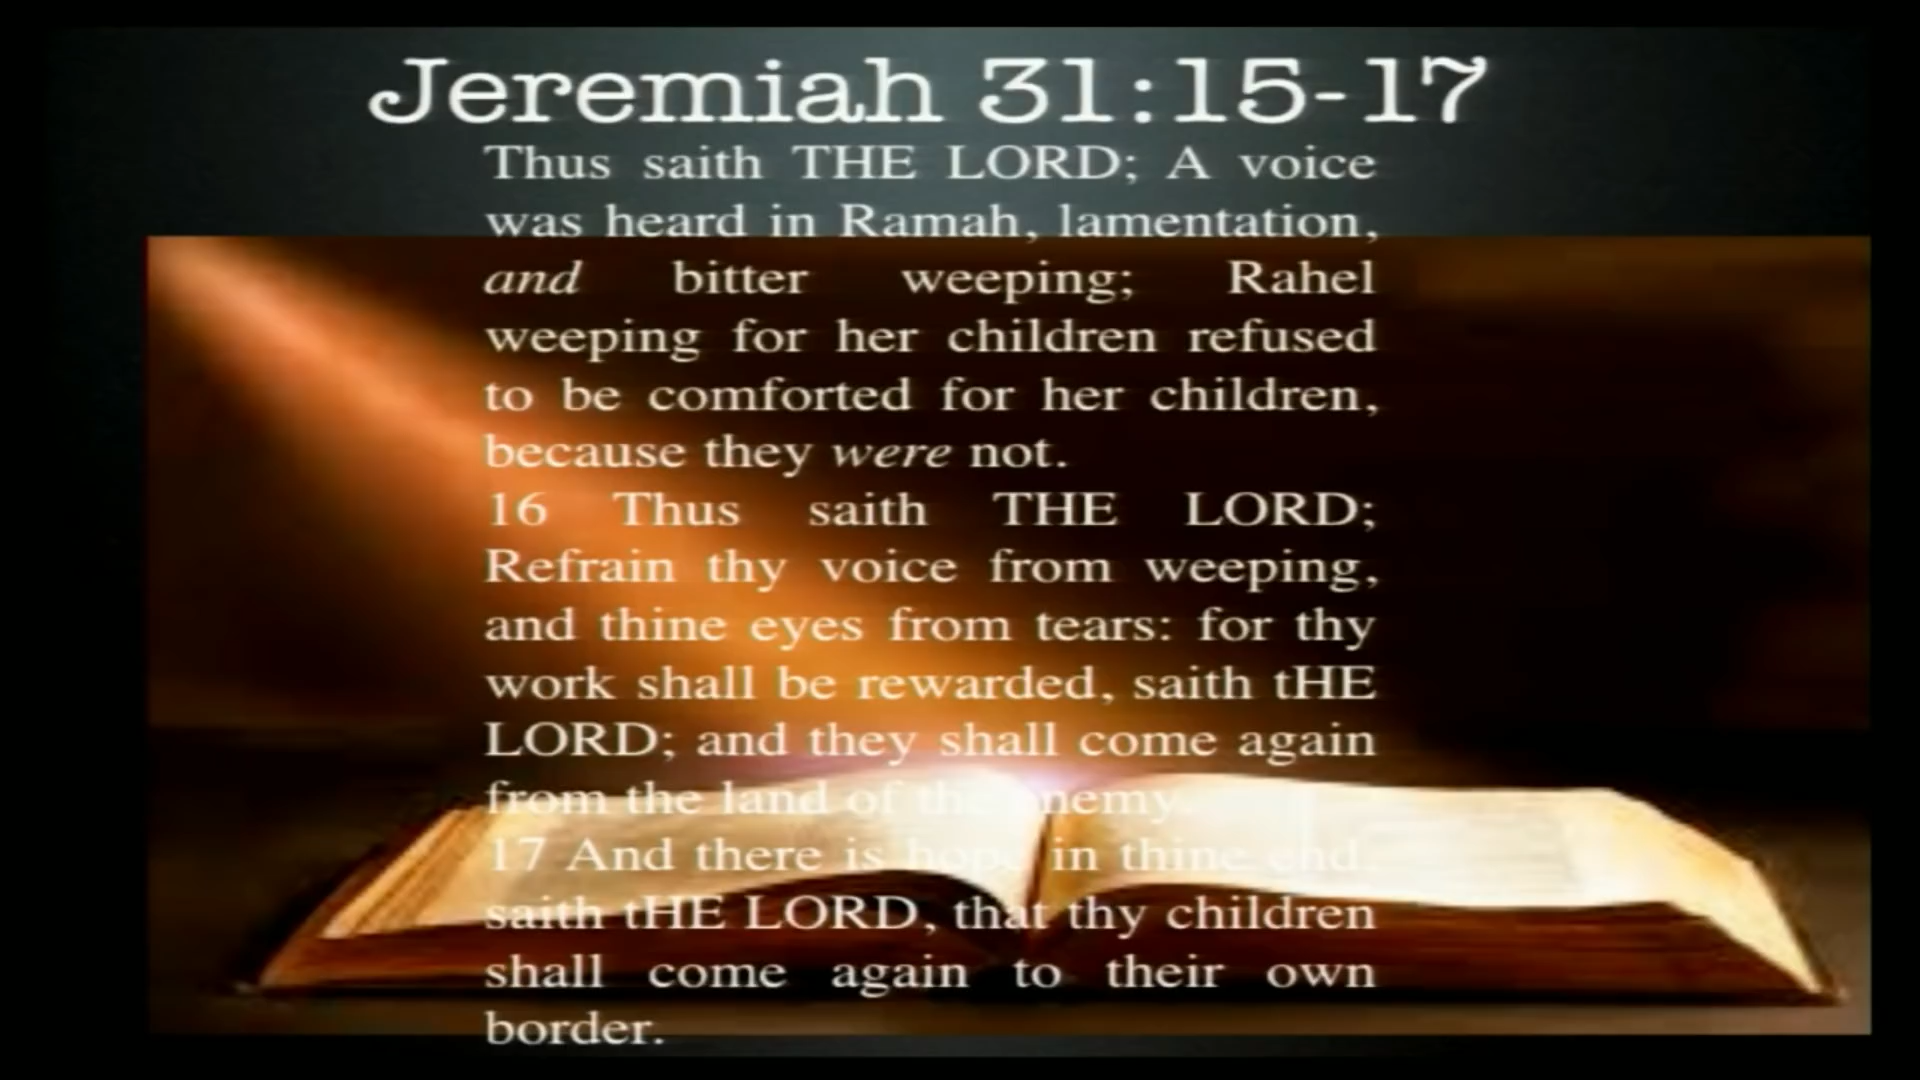 Jeremiah 31:15-17
Thus saith THE LORD; A voice
was heard in Ramah, lamentation,
and bitter weeping; Rahel
weeping for her children refused
to be comforted for her children,
because they were not.
16 Thus saith THE LORD;
Refrain thy voice from weeping,
and thine eyes from tears: for thy
work shall be rewarded, saith tHE
LORD; and they shall come again
from the land of the enemy.
17 And there is hope in thine end,
saith tHE LORD, that thy children
shall come again to their own
border.